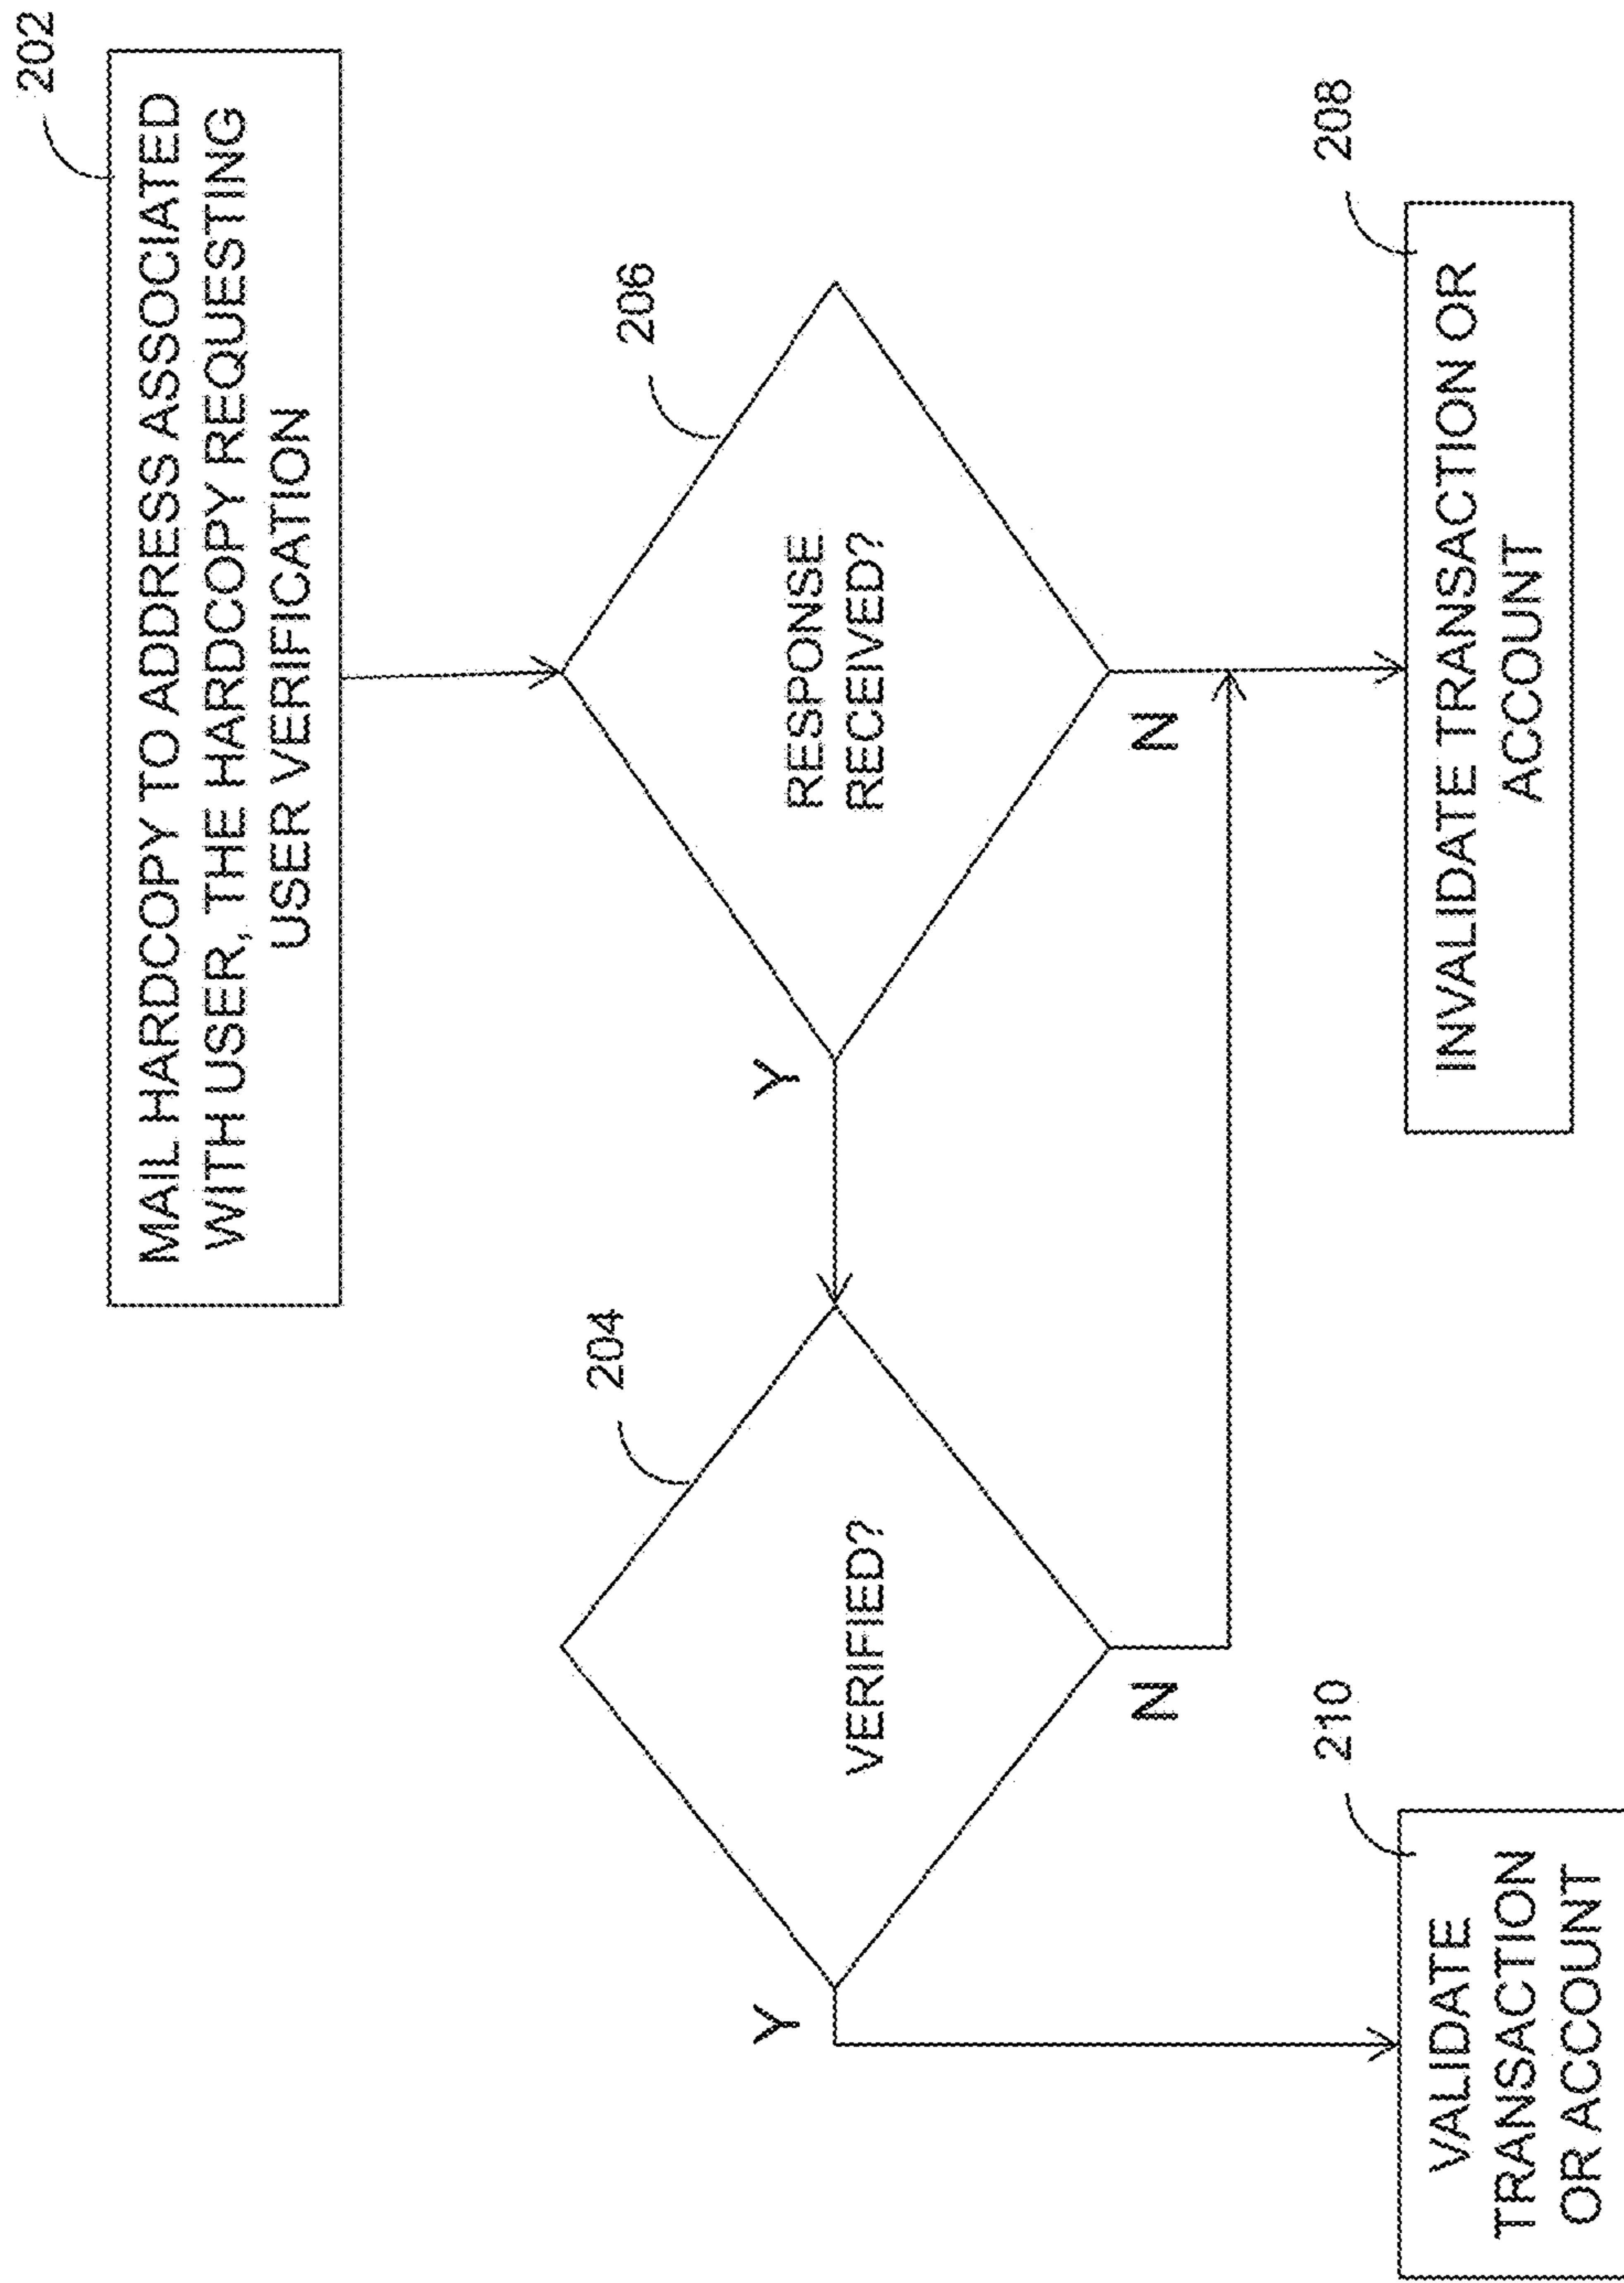 202
MAIL HARDCOPY TO ADDRESS ASSOCIATED
WITH USER, THE HARDCOPY REQUESTING
USER VERIFICATION
206
RESPONSE
RECEIVED?
Y
N
204
VERIFIED?
Y
N
208
INVALIDATE TRANSACTION OR
ACCOUNT
210
VALIDATE
TRANSACTION
OR ACCOUNT